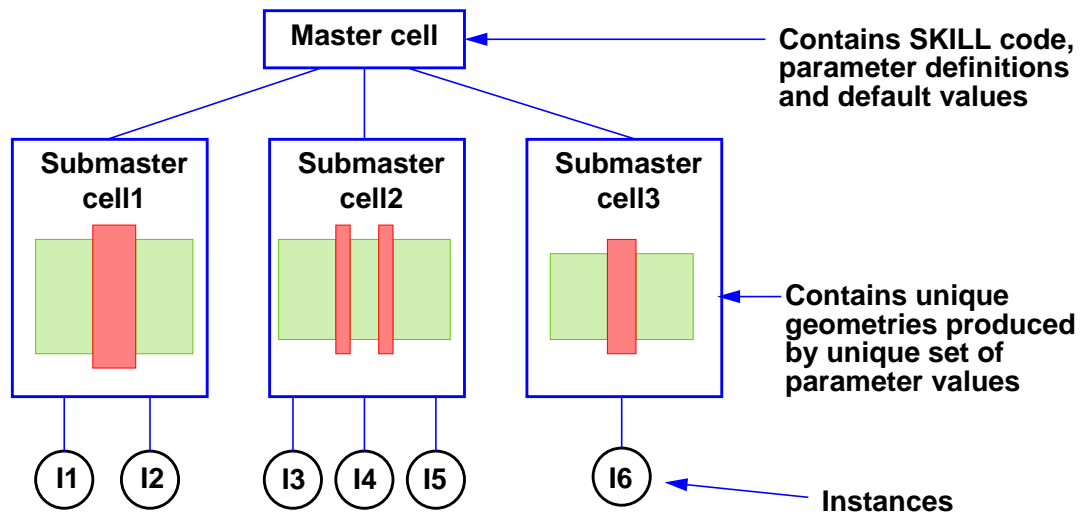 Master cell
Contains SKILL code,
parameter definitions
and default values
Submaster
cell1
Submaster
cell2
Submaster
cell3
Contains unique
geometries produced
by unique set of
parameter values
I1
I2
I3
I4
I5
I6
Instances